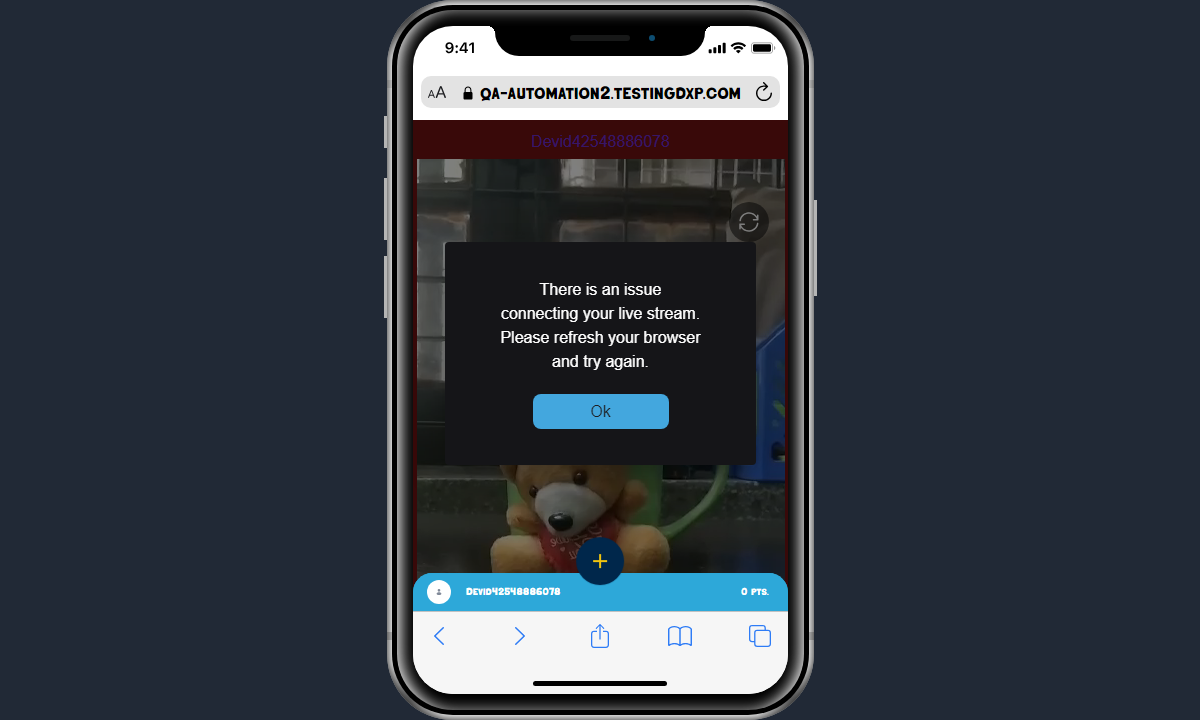 9:41
AA
QA-AUTOMATION2.TESTINGDXP.COM
Devid42548886078
There is an issue
connecting your live stream.
Please refresh your browser
and try again.
Ok
DEVID42548886078
0 PTS.